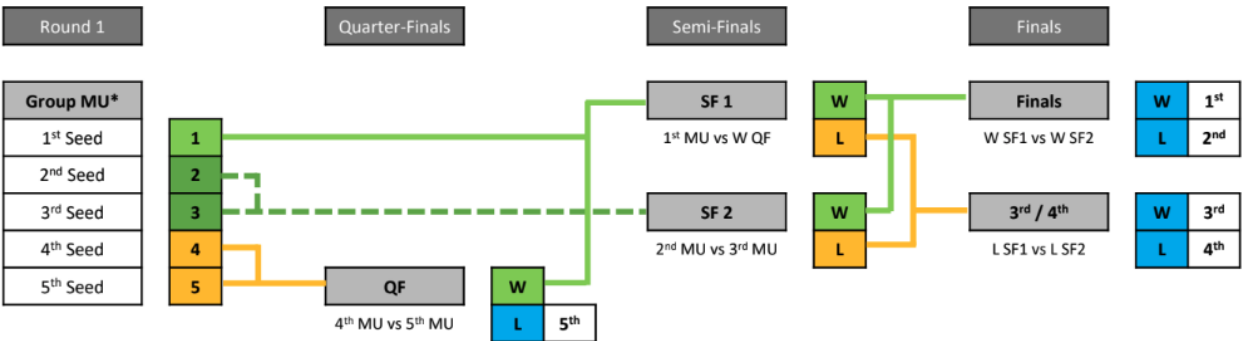 Round 1
Quarter-Finals
Semi-Finals
Finals
Group MU*
1st Seed
2nd Seed
3rd Seed
4th Seed
5th Seed
1
2
3
4
5
QF
4th MU vs 5th MU
W
L 5th
SF 1
1st MU vs W QF
W
L
SF 2
2nd MU vs 3rd MU
W
L
Finals
W SF1 vs W SF2
W 1st
L 2nd
3rd / 4th
L SF1 vs L SF2
W 3rd
L 4th